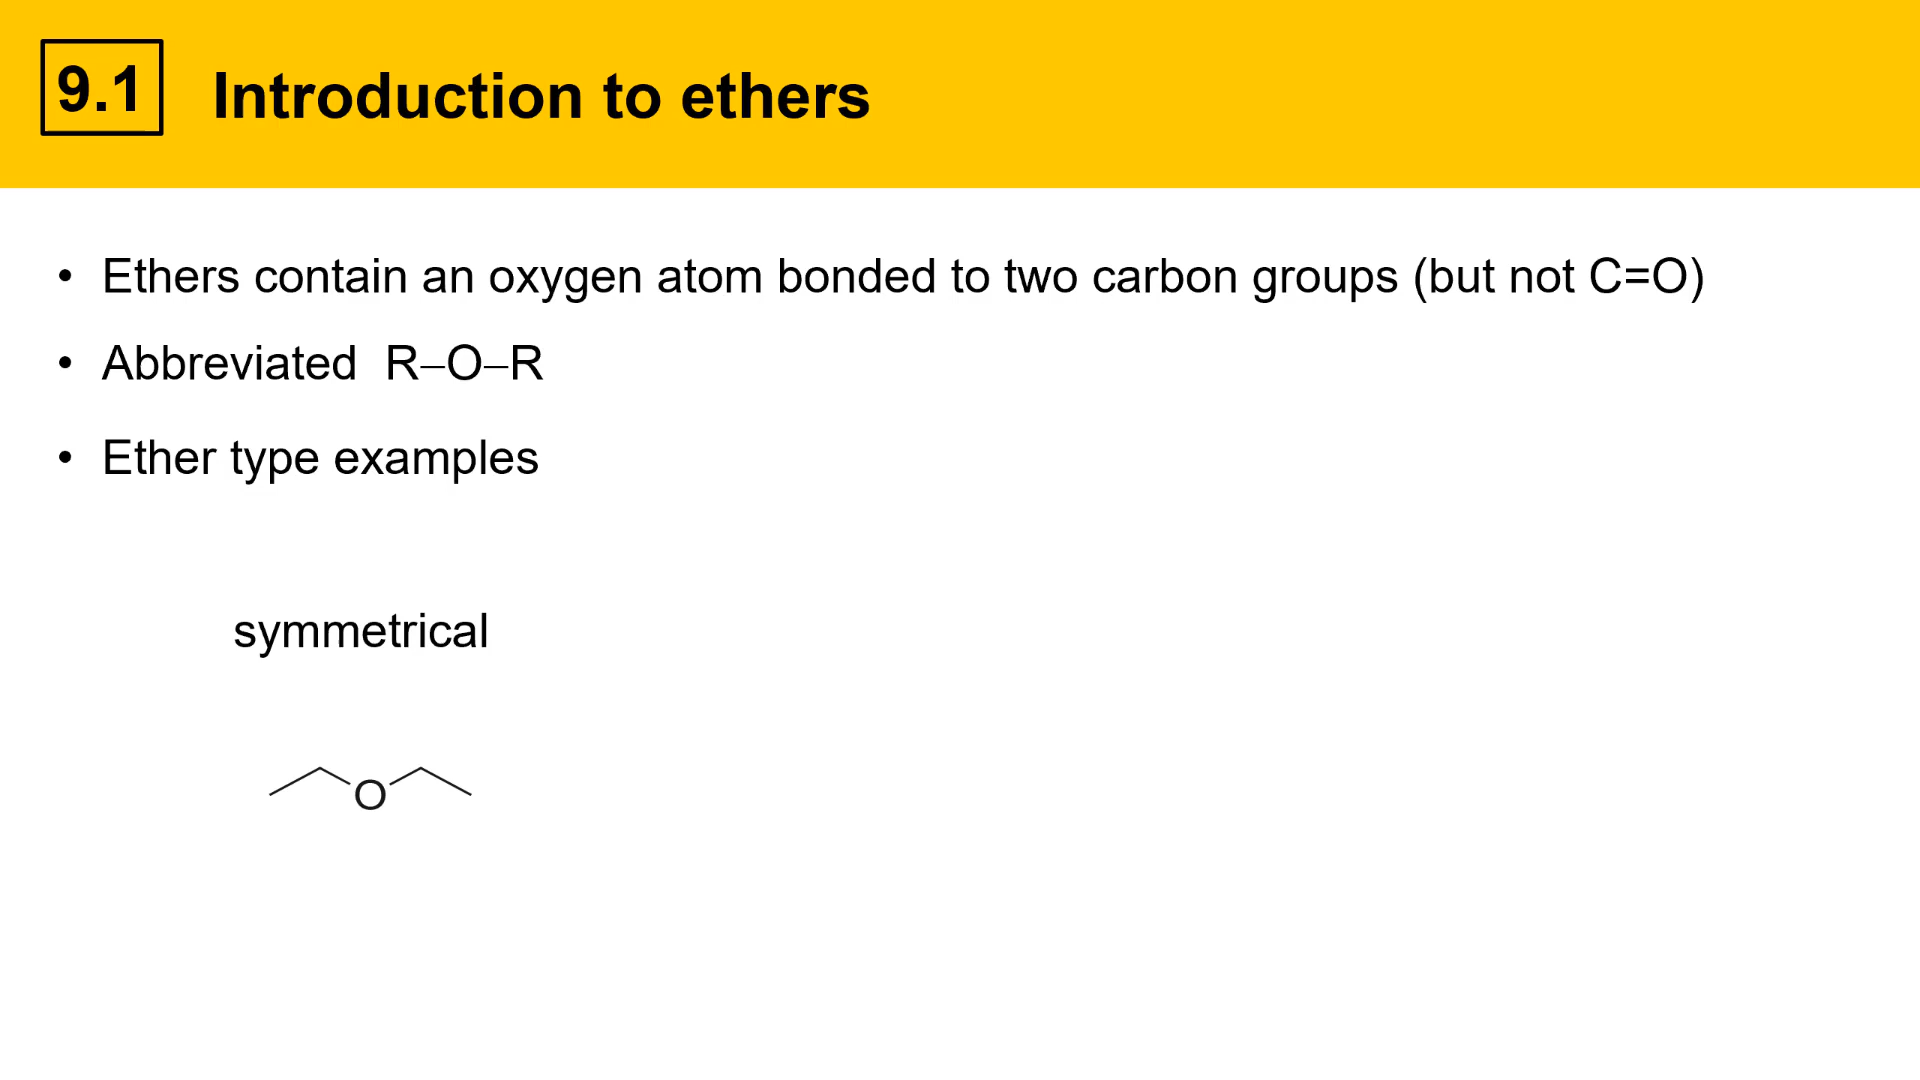 9.1 Introduction to ethers
• Ethers contain an oxygen atom bonded to two carbon groups (but not C=O)
• Abbreviated R–O–R
• Ether type examples
symmetrical
O